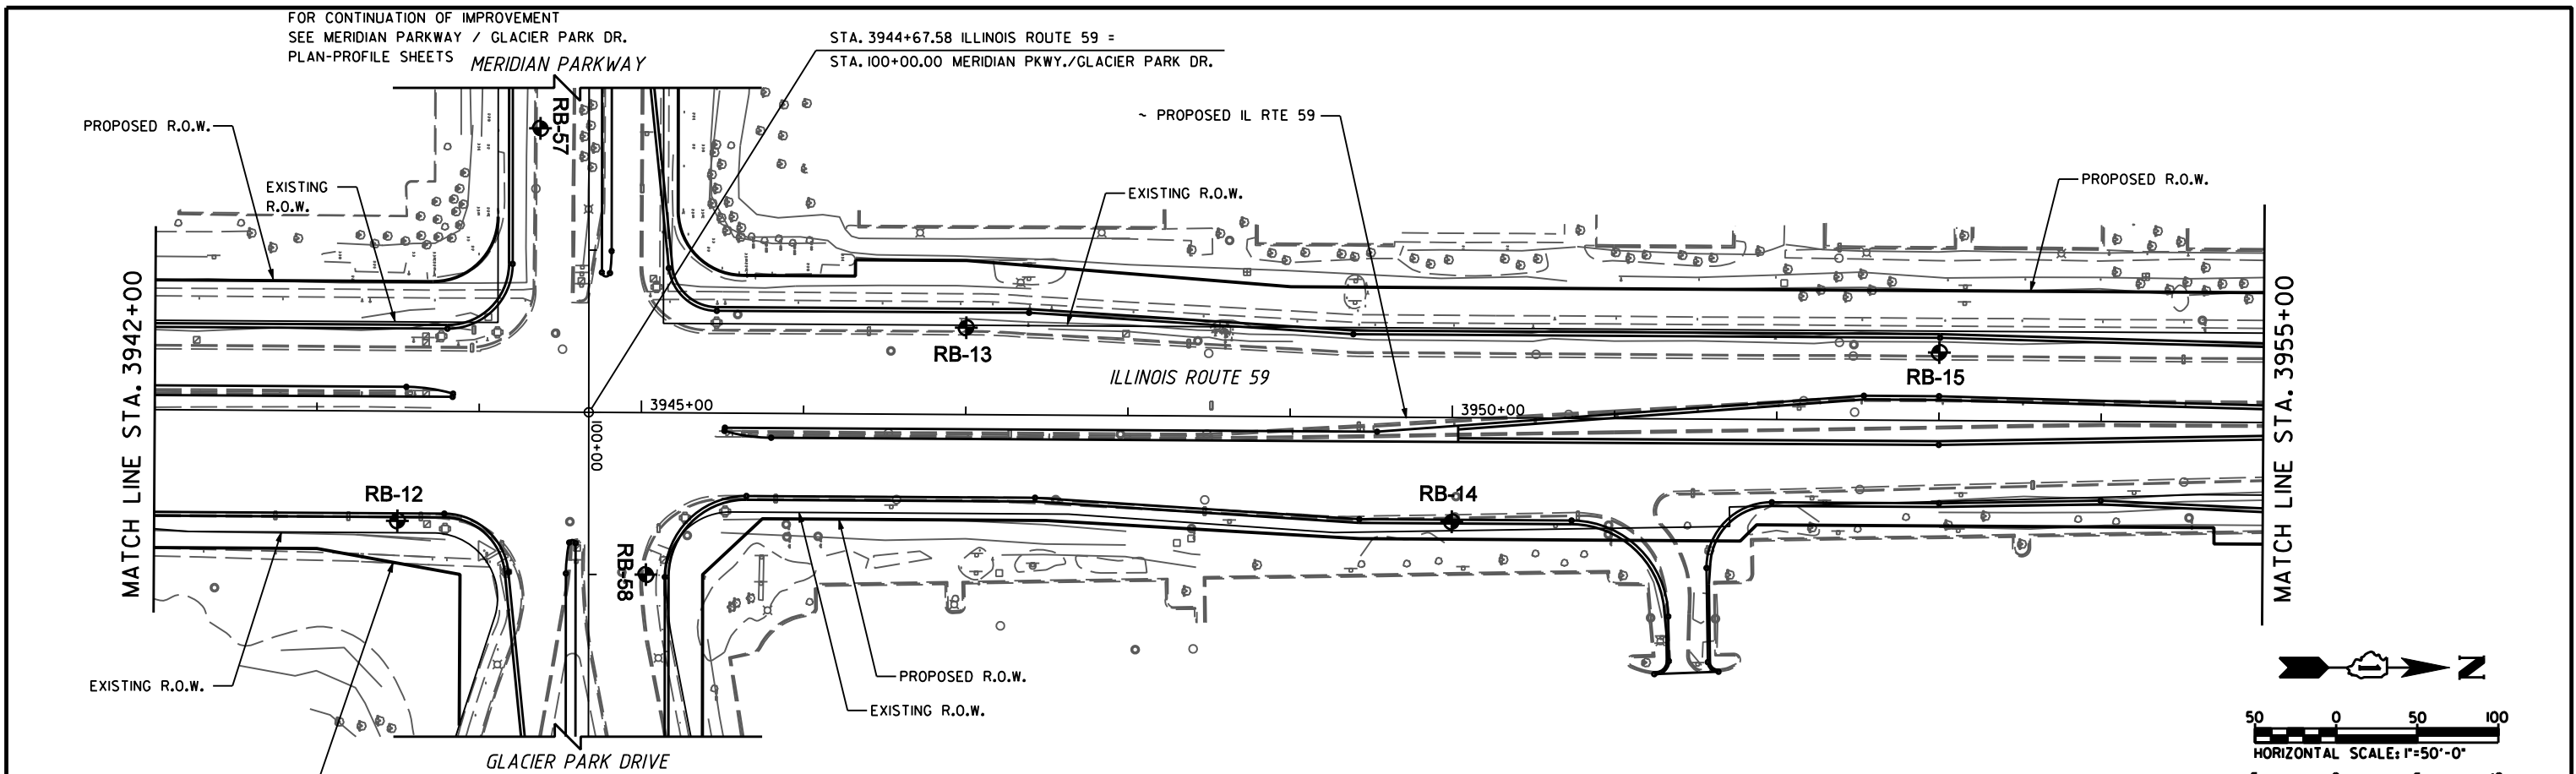 FOR CONTINUATION OF IMPROVEMENT
SEE MERIDIAN PARKWAY / GLACIER PARK DR.
PLAN-PROFILE SHEETS
MERIDIAN PARKWAY
STA. 3944+67.58 ILLINOIS ROUTE 59 =
STA. 100+00.00 MERIDIAN PKWY./GLACIER PARK DR.
PROPOSED R.O.W.
RB-57
~ PROPOSED IL RTE 59
EXISTING
R.O.W.
EXISTING R.O.W.
PROPOSED R.O.W.
MATCH LINE STA. 3942+00
RB-13
ILLINOIS ROUTE 59
RB-15
MATCH LINE STA. 3955+00
3945+00
3950+00
100+00
RB-12
RB-14
RB-58
EXISTING R.O.W.
PROPOSED R.O.W.
EXISTING R.O.W.
N
GLACIER PARK DRIVE
50 0 50 100
HORIZONTAL SCALE: 1"=50'-0"